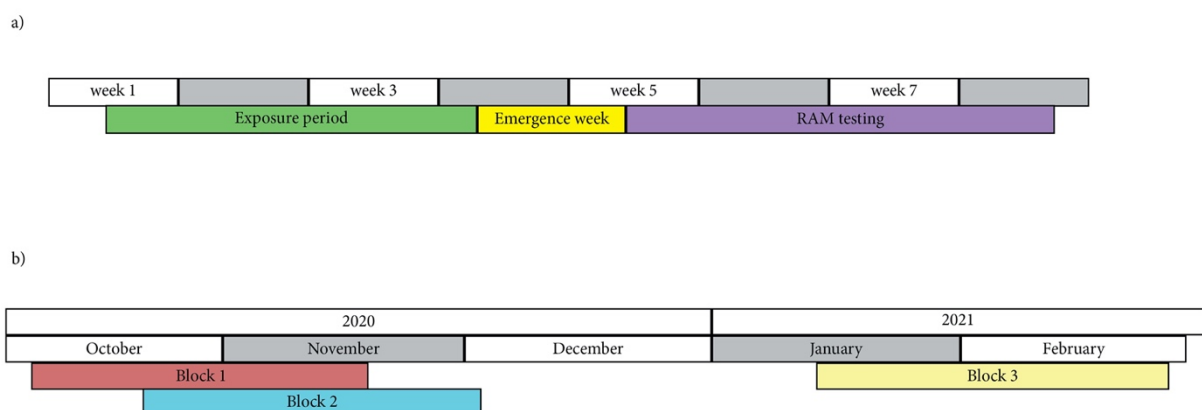 a)
week 1 week 3 week 5 week 7
Exposure period Emergence week RAM testing
b)
2020 2021
October November December January February
Block 1 Block 3
Block 2